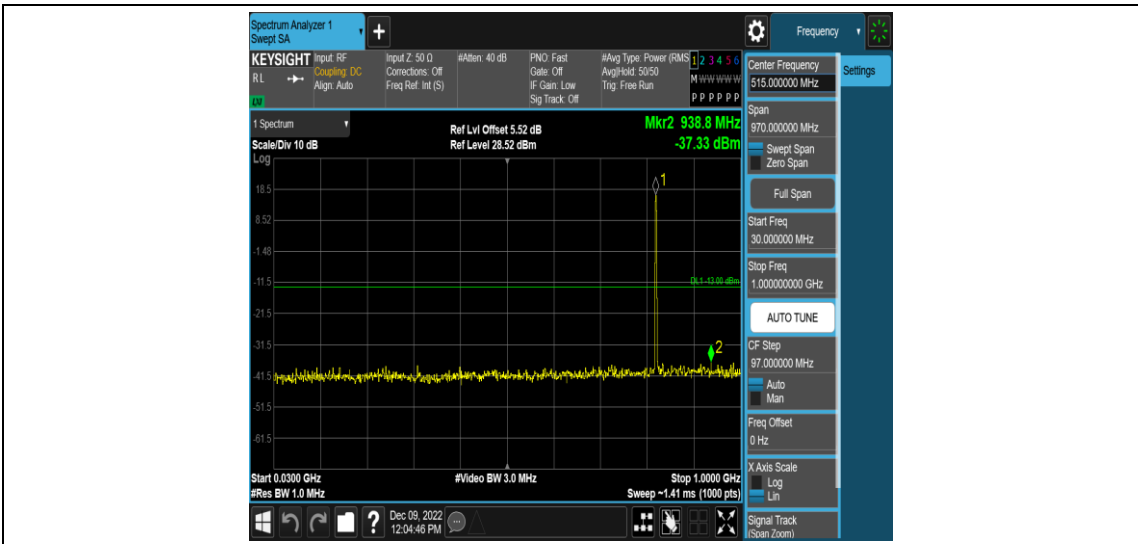 Spectrum Analyzer 1
Swept SA
+
Frequency
KEYSIGHT
RL
LXI
Input: RF
Coupling: DC
Align: Auto
Input Z: 50 Ω
Corrections: Off
Freq Ref: Int (S)
#Atten: 40 dB
PNO: Fast
Gate: Off
IF Gain: Low
Sig Track: Off
#Avg Type: Power (RMS
Avg|Hold: 50/50
Trig: Free Run
1 2 3 4 5 6
M W W W W W
P P P P P P
Center Frequency
515.000000 MHz
Settings
1 Spectrum
Scale/Div 10 dB
Log
Ref Lvl Offset 5.52 dB
Ref Level 28.52 dBm
Mkr2 938.8 MHz
-37.33 dBm
18.5
8.52
-1.48
-11.5
-21.5
-31.5
-41.5
-51.5
-61.5
1
DL1 -13.00 dBm
2
Start 0.0300 GHz
#Res BW 1.0 MHz
#Video BW 3.0 MHz
Stop 1.0000 GHz
Sweep ~1.41 ms (1000 pts)
Span
970.000000 MHz
Swept Span
Zero Span
Full Span
Start Freq
30.000000 MHz
Stop Freq
1.000000000 GHz
AUTO TUNE
CF Step
97.000000 MHz
Auto
Man
Freq Offset
0 Hz
X Axis Scale
Log
Lin
Signal Track
(Span Zoom)
?
Dec 09, 2022
12:04:46 PM